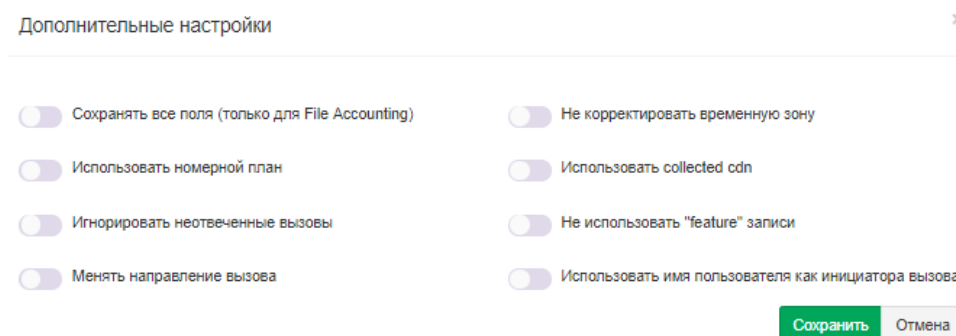 Дополнительные настройки
Сохранять все поля (только для File Accounting)
Не корректировать временную зону
Использовать номерной план
Использовать collected cdn
Игнорировать неотвеченные вызовы
Не использовать "feature" записи
Менять направление вызова
Использовать имя пользователя как инициатора вызова
Сохранить
Отмена